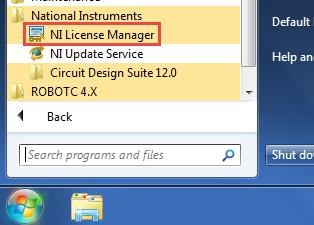 National Instruments
NI License Manager
NI Update Service
Circuit Design Suite 12.0
ROBOTC 4.X
Back
Search programs and files
Default
Help and
Shut do